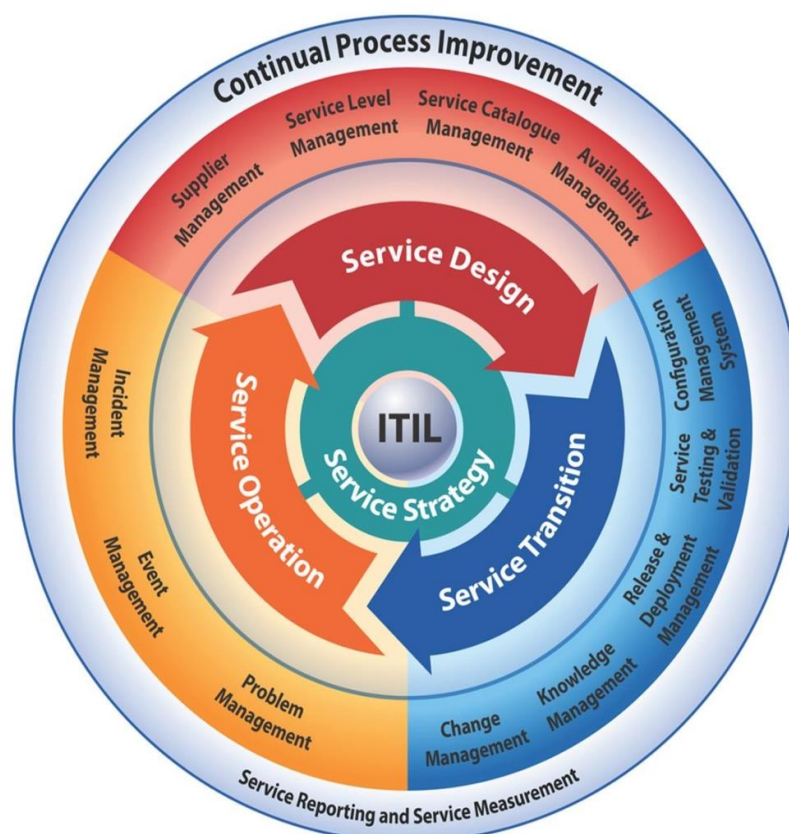 Continual Process Improvement
Supplier
Management
Service Level
Management
Service Catalogue
Management
Availability
Management
Service Design
Configuration
Management
System
Service
Testing &
Validation
Release &
Deployment
Management
Knowledge
Management
Change
Management
Service Transition
Incident
Management
Event
Management
Problem
Management
Service Operation
ITIL
Service Strategy
Service Reporting and Service Measurement